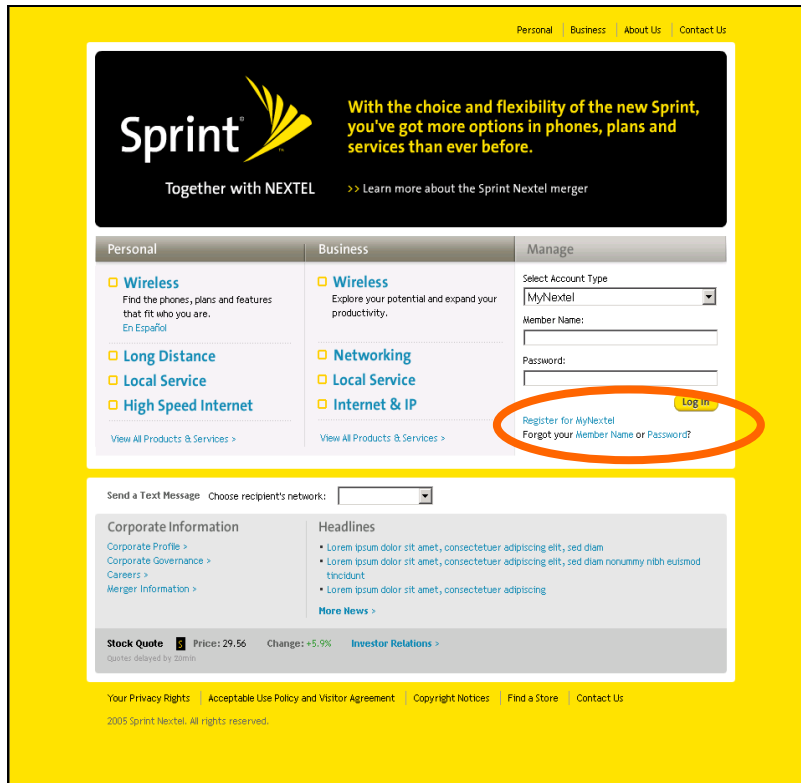 Personal Business About Us Contact Us
Sprint
Together with NEXTEL
With the choice and flexibility of the new Sprint,
you've got more options in phones, plans and
services than ever before.
>> Learn more about the Sprint Nextel merger
Personal
Wireless
Find the phones, plans and features
that fit who you are.
En Español
Long Distance
Local Service
High Speed Internet
View All Products & Services >
Business
Wireless
Explore your potential and expand your
productivity.
Networking
Local Service
Internet & IP
View All Products & Services >
Manage
Select Account Type
MyNextel
Member Name:
Password:
Log In
Register for MyNextel
Forgot your Member Name or Password?
Send a Text Message Choose recipient's network:
Corporate Information
Corporate Profile >
Corporate Governance >
Careers >
Merger Information >
Headlines
• Lorem ipsum dolor sit amet, consectetuer adipiscing elit, sed diam
• Lorem ipsum dolor sit amet, consectetuer adipiscing elit, sed diam nonummy nibh euismod
tincidunt
• Lorem ipsum dolor sit amet, consectetuer adipiscing
More News >
Stock Quote S Price: 29.56 Change: +5.9% Investor Relations >
Quotes delayed by 20min
Your Privacy Rights Acceptable Use Policy and Visitor Agreement Copyright Notices Find a Store Contact Us
2005 Sprint Nextel. All rights reserved.